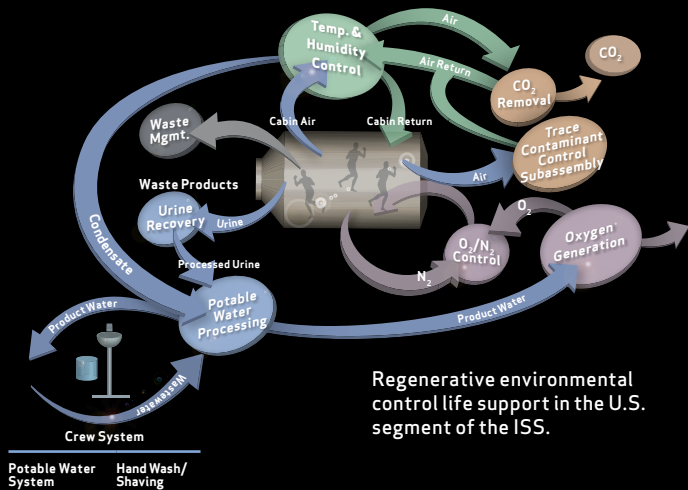 Temp. &
Humidity
Control
Air
Air Return
CO2
CO2
Removal
Trace
Contaminant
Control
Subassembly
Cabin Air
Cabin Return
Waste
Mgmt.
Air
Waste Products
Urine
Recovery
Urine
O2
O2/N2
Control
Oxygen
Generation
N2
Condensate
Processed Urine
Potable
Water
Processing
Product Water
Product Water
Wastewater
Crew System
Potable Water
System
Hand Wash/
Shaving
Regenerative environmental
control life support in the U.S.
segment of the ISS.